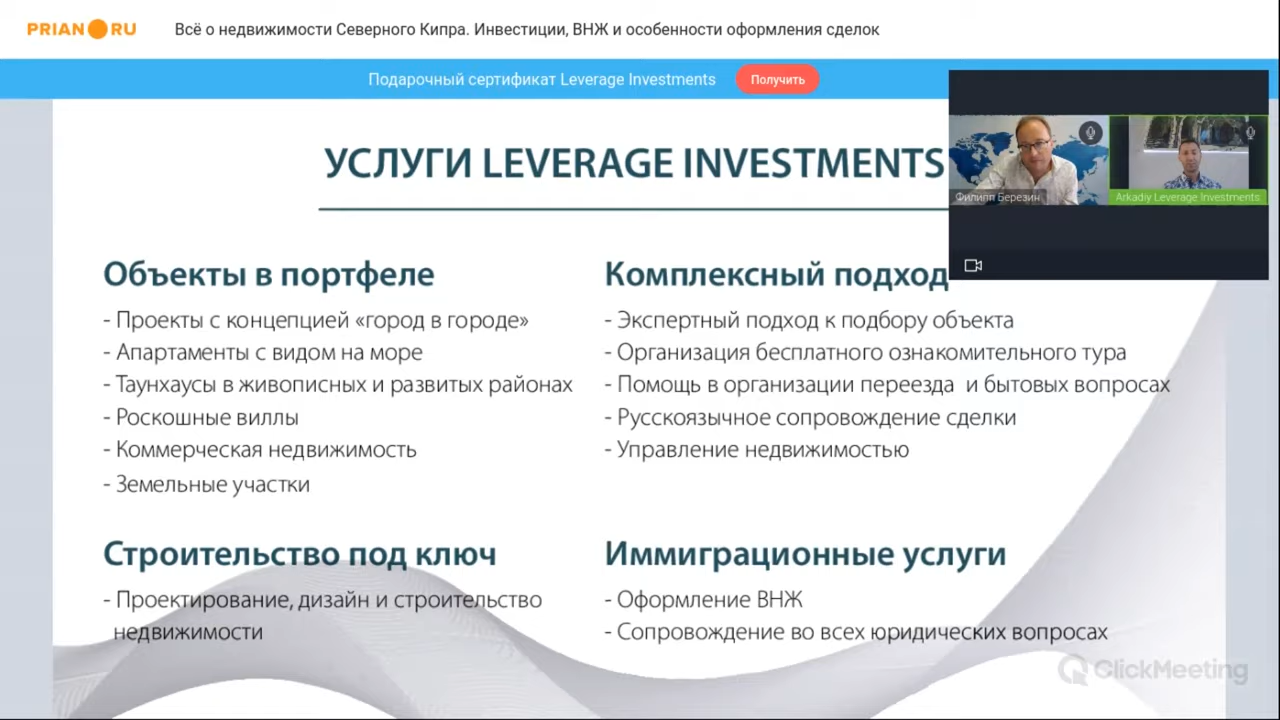 PRIAN RU
Всё о недвижимости Северного Кипра. Инвестиции, ВНЖ и особенности оформления сделок
Подарочный сертификат Leverage Investments
Получить
УСЛУГИ LEVERAGE INVESTMENTS
Филипп Березин
Arkadiy Leverage Investments
Объекты в портфеле
- Проекты с концепцией «город в городе»
- Апартаменты с видом на море
- Таунхаусы в живописных и развитых районах
- Роскошные виллы
- Коммерческая недвижимость
- Земельные участки
Комплексный подход
- Экспертный подход к подбору объекта
- Организация бесплатного ознакомительного тура
- Помощь в организации переезда и бытовых вопросах
- Русскоязычное сопровождение сделки
- Управление недвижимостью
Строительство под ключ
- Проектирование, дизайн и строительство
недвижимости
Иммиграционные услуги
- Оформление ВНЖ
- Сопровождение во всех юридических вопросах
ClickMeeting